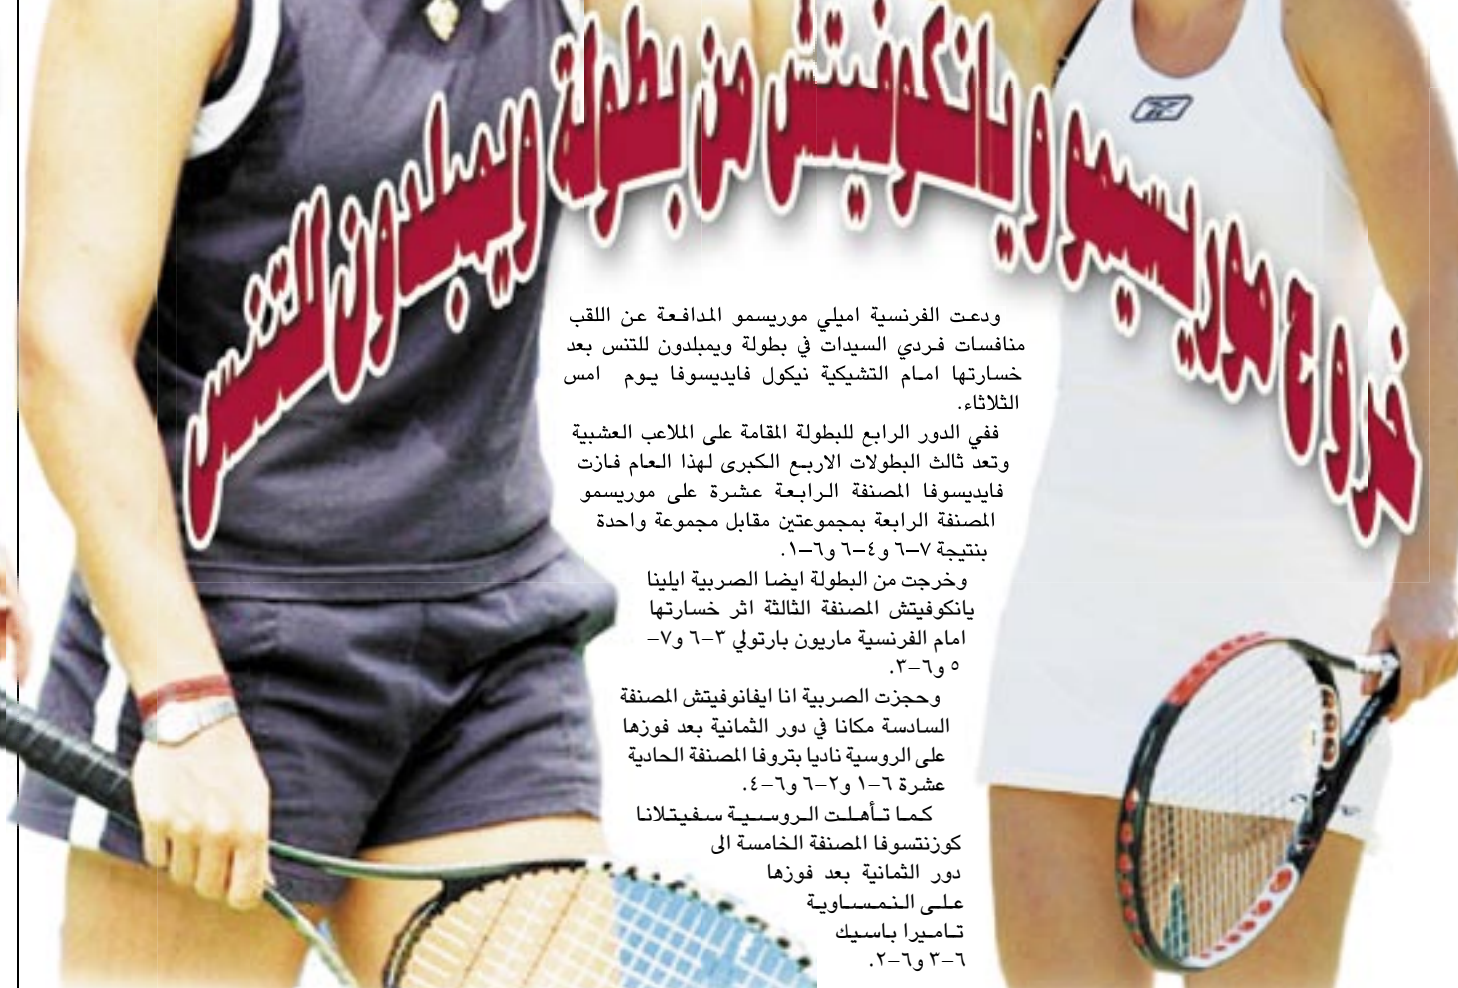 خروج موريسيمو و يانكوفيتش من بطولة ويمبلدون للتنس
ودعت الفرنسية اميلي موريسمو المدافعة عن اللقب
منافسات فردي السيدات في بطولة ويمبلدون للتنس بعد
خسارتها امام التشيكية نيكول فايديسوفا يوم امس
الثلاثاء.
ففي الدور الرابع للبطولة المقامة على الملاعب العشبية
وتعد ثالث البطولات الاربع الكبرى لهذا العام فازت
فايديسوفا المصنفة الرابعة عشرة على موريسمو
المصنفة الرابعة بمجموعتين مقابل مجموعة واحدة
بنتيجة ٧–٦ و٤–٦ و٦–١.
وخرجت من البطولة ايضا الصربية ايلينا
يانكوفيتش المصنفة الثالثة اثر خسارتها
امام الفرنسية ماريون بارتولي ٣–٦ و٧–
٥ و٦–٣.
وحجزت الصربية انا ايفانوفيتش المصنفة
السادسة مكانا في دور الثمانية بعد فوزها
على الروسية ناديا بتروفا المصنفة الحادية
عشرة ٦–١ و٢–٦ و٦–٤.
كما تأهلت الروسية سفيتلانا
كوزنتسوفا المصنفة الخامسة الى
دور الثمانية بعد فوزها
على النمساوية
تاميرا باسيك
٦–٣ و٦–٢.